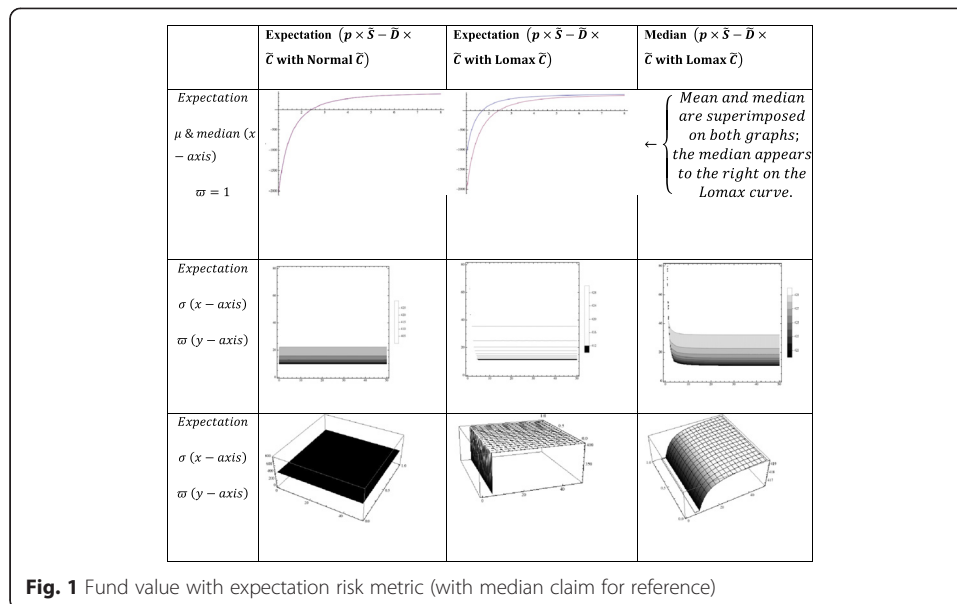 Expectation (p × S̃ − D̃ ×
C̃ with Normal C̃)
Expectation (p × S̃ − D̃ ×
C̃ with Lomax C̃)
Median (p × S̃ − D̃ ×
C̃ with Lomax C̃)
Expectation
μ & median (x
− axis)
ϖ = 1
← { Mean and median
are superimposed
on both graphs;
the median appears
to the right on the
Lomax curve.
Expectation
σ (x − axis)
ϖ (y − axis)
Expectation
σ (x − axis)
ϖ (y − axis)
Fig. 1 Fund value with expectation risk metric (with median claim for reference)